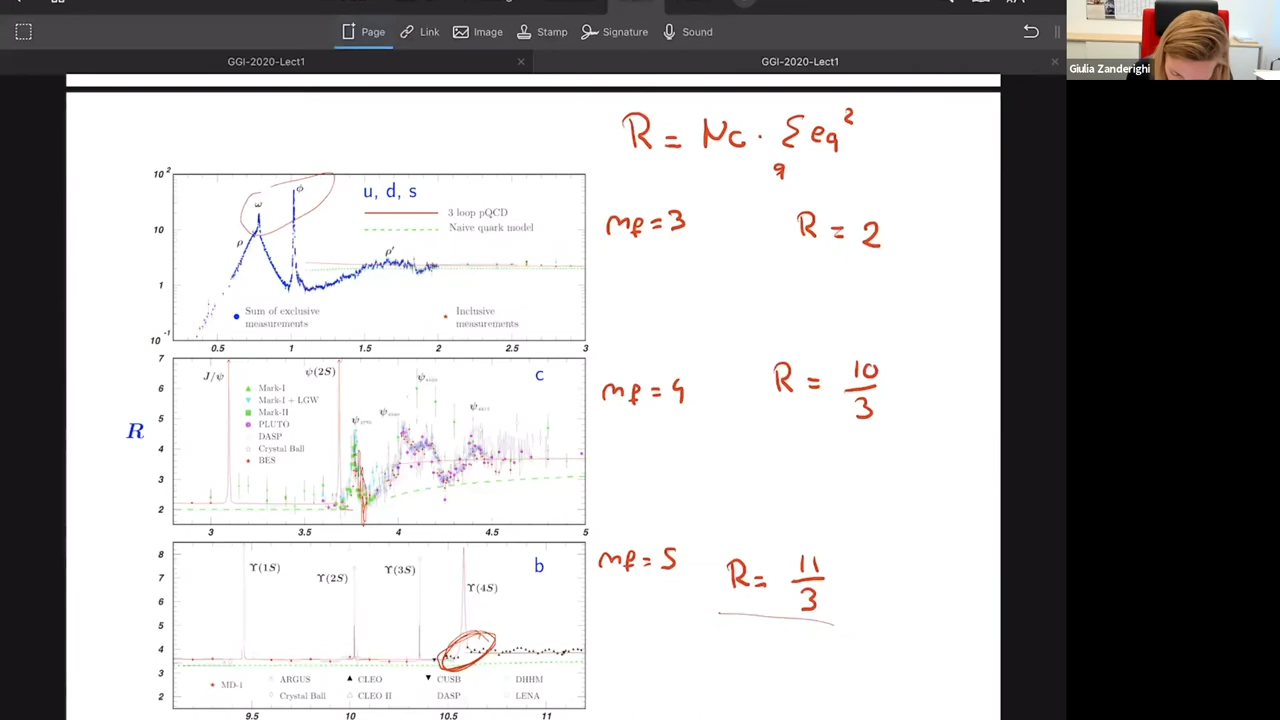 Page Link Image Stamp Signature Sound
GGI-2020-Lect1 × GGI-2020-Lect1 ×
Giulia Zanderighi
R = Nc · Σ eq²
q
10²
10
1
10⁻¹
ρ
ω
ϕ
ρ′
u, d, s
3 loop pQCD
Naive quark model
Sum of exclusive
measurements
Inclusive
measurements
0.5 1 1.5 2 2.5 3
nf = 3 R = 2
R
7
6
5
4
3
2
J/ψ
ψ(2S)
c
Mark-I
Mark-I + LGW
Mark-II
PLUTO
DASP
Crystal Ball
BES
3 3.5 4 4.5 5
nf = 4 R = 10/3
8
7
6
5
4
3
2
Υ(1S)
Υ(2S)
Υ(3S)
Υ(4S)
b
MD-1 ARGUS CLEO CUSB DHHM
Crystal Ball CLEO II DASP LENA
9.5 10 10.5 11
nf = 5 R = 11/3